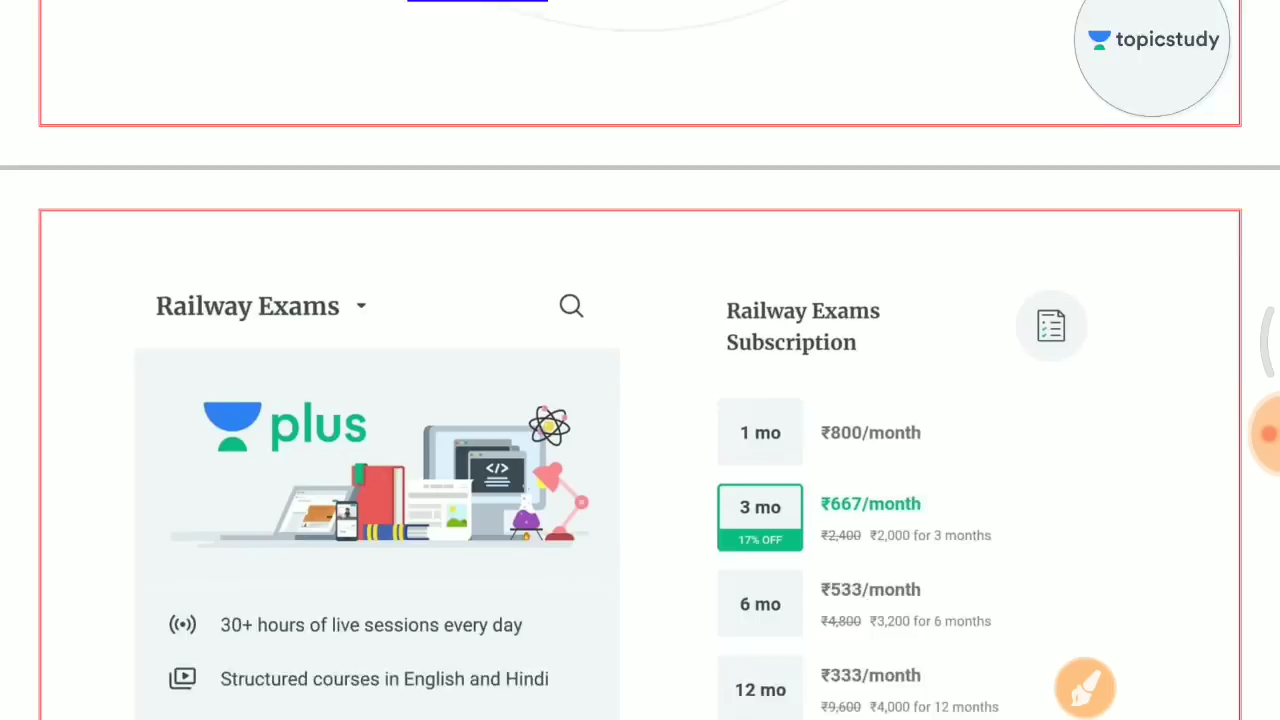 topicstudy
Railway Exams
plus
</>
30+ hours of live sessions every day
Structured courses in English and Hindi
Railway Exams
Subscription
1 mo
₹800/month
3 mo
17% OFF
₹667/month
₹2,400 ₹2,000 for 3 months
6 mo
₹533/month
₹4,800 ₹3,200 for 6 months
12 mo
₹333/month
₹9,600 ₹4,000 for 12 months